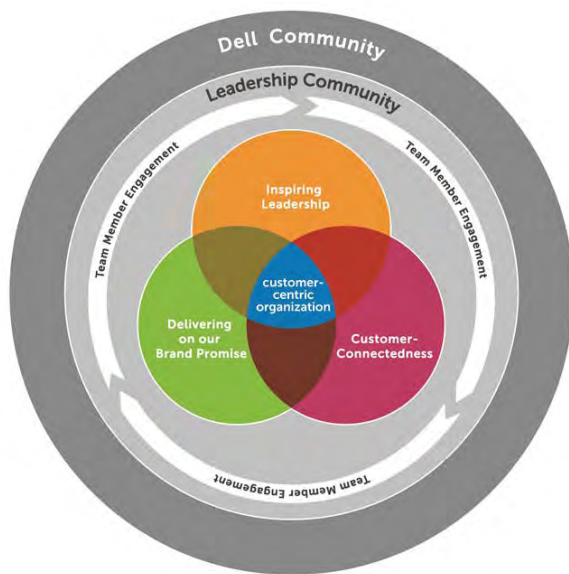 Dell Community
Leadership Community
Team Member Engagement
Team Member Engagement
Inspiring
Leadership
customer-
centric
organization
Delivering
on our
Brand Promise
Customer-
Connectedness
Team Member Engagement